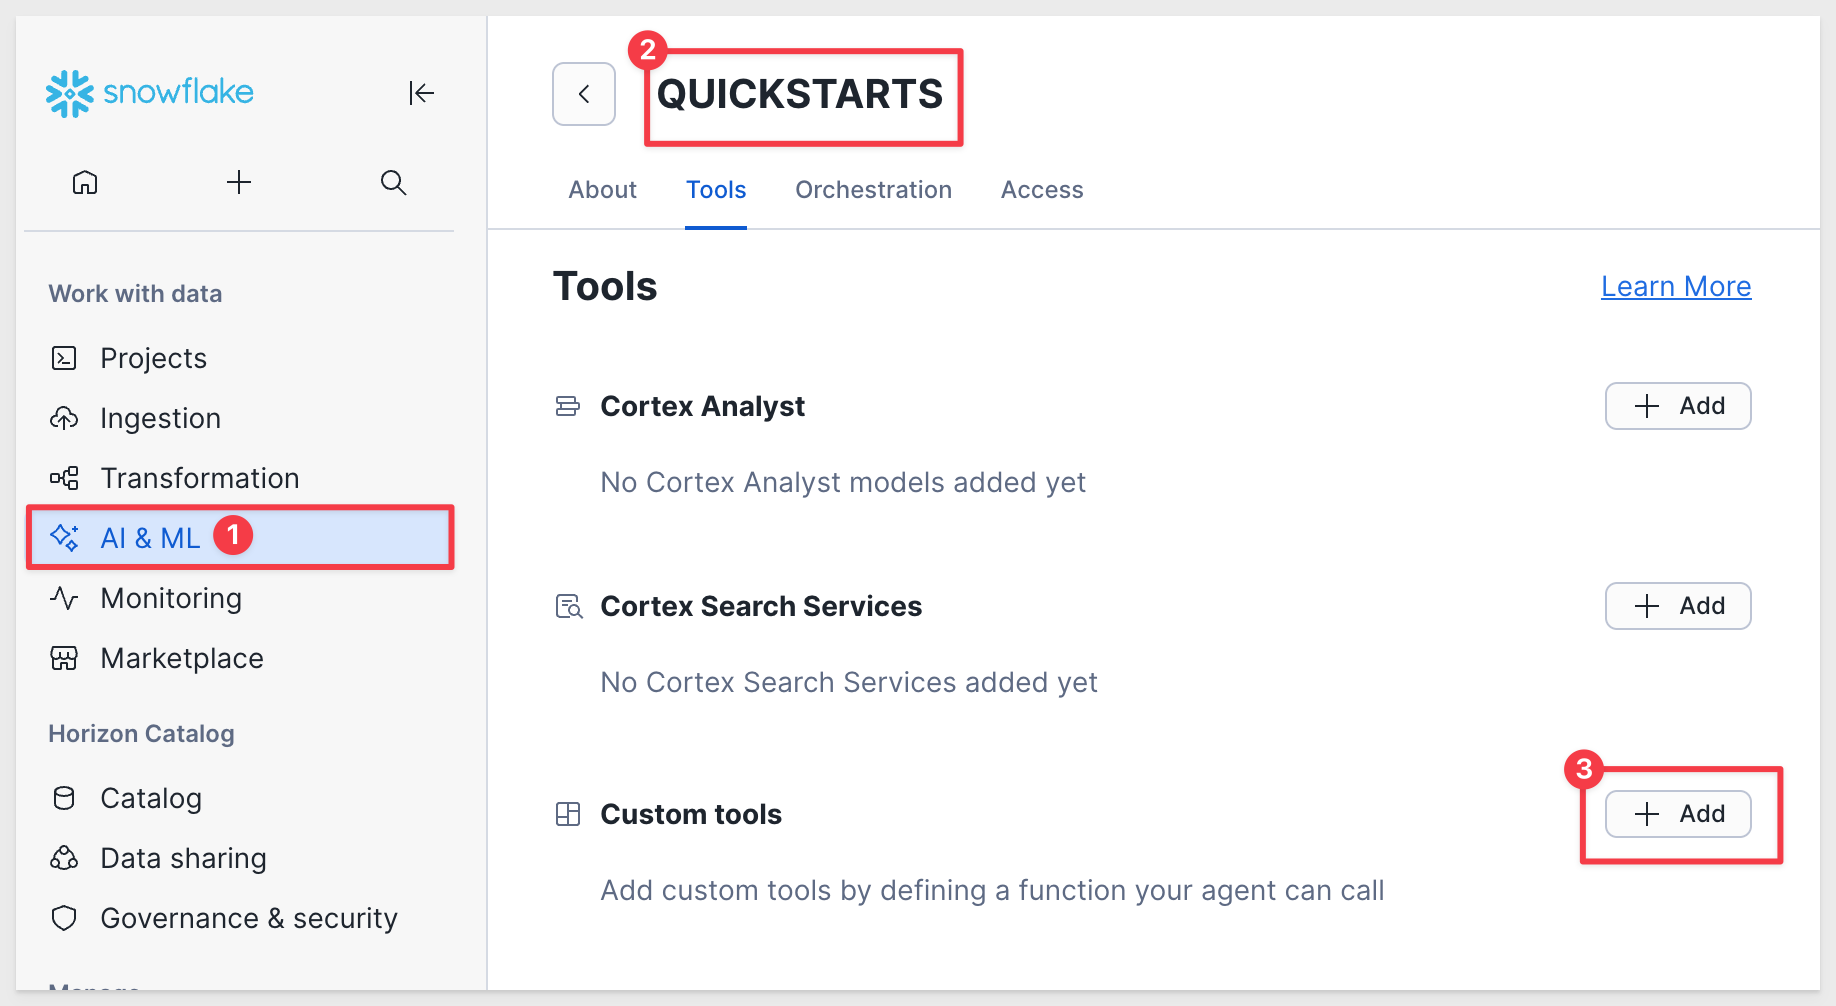 snowflake
Work with data
Projects
Ingestion
Transformation
AI & ML 1
Monitoring
Marketplace
Horizon Catalog
Catalog
Data sharing
Governance & security
Manage
2
QUICKSTARTS
About Tools Orchestration Access
Tools Learn More
Cortex Analyst Add
No Cortex Analyst models added yet
Cortex Search Services Add
No Cortex Search Services added yet
3
Custom tools Add
Add custom tools by defining a function your agent can call